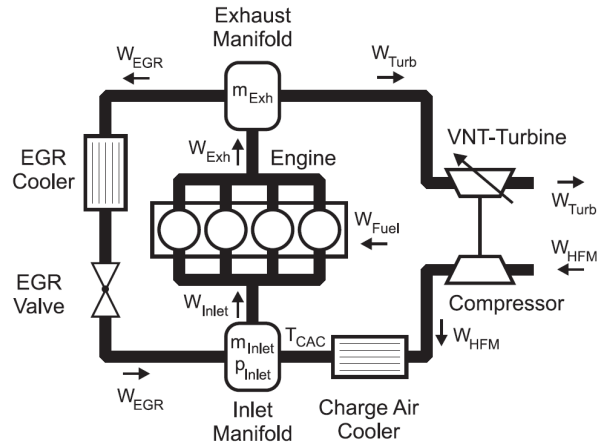 Exhaust
Manifold
W_EGR
W_Turb
m_Exh
VNT-Turbine
EGR
Cooler
W_Exh
Engine
W_Turb
W_Fuel
W_HFM
EGR
Valve
W_Inlet
Compressor
m_Inlet
p_Inlet
T_CAC
W_HFM
W_EGR
Inlet
Manifold
Charge Air
Cooler